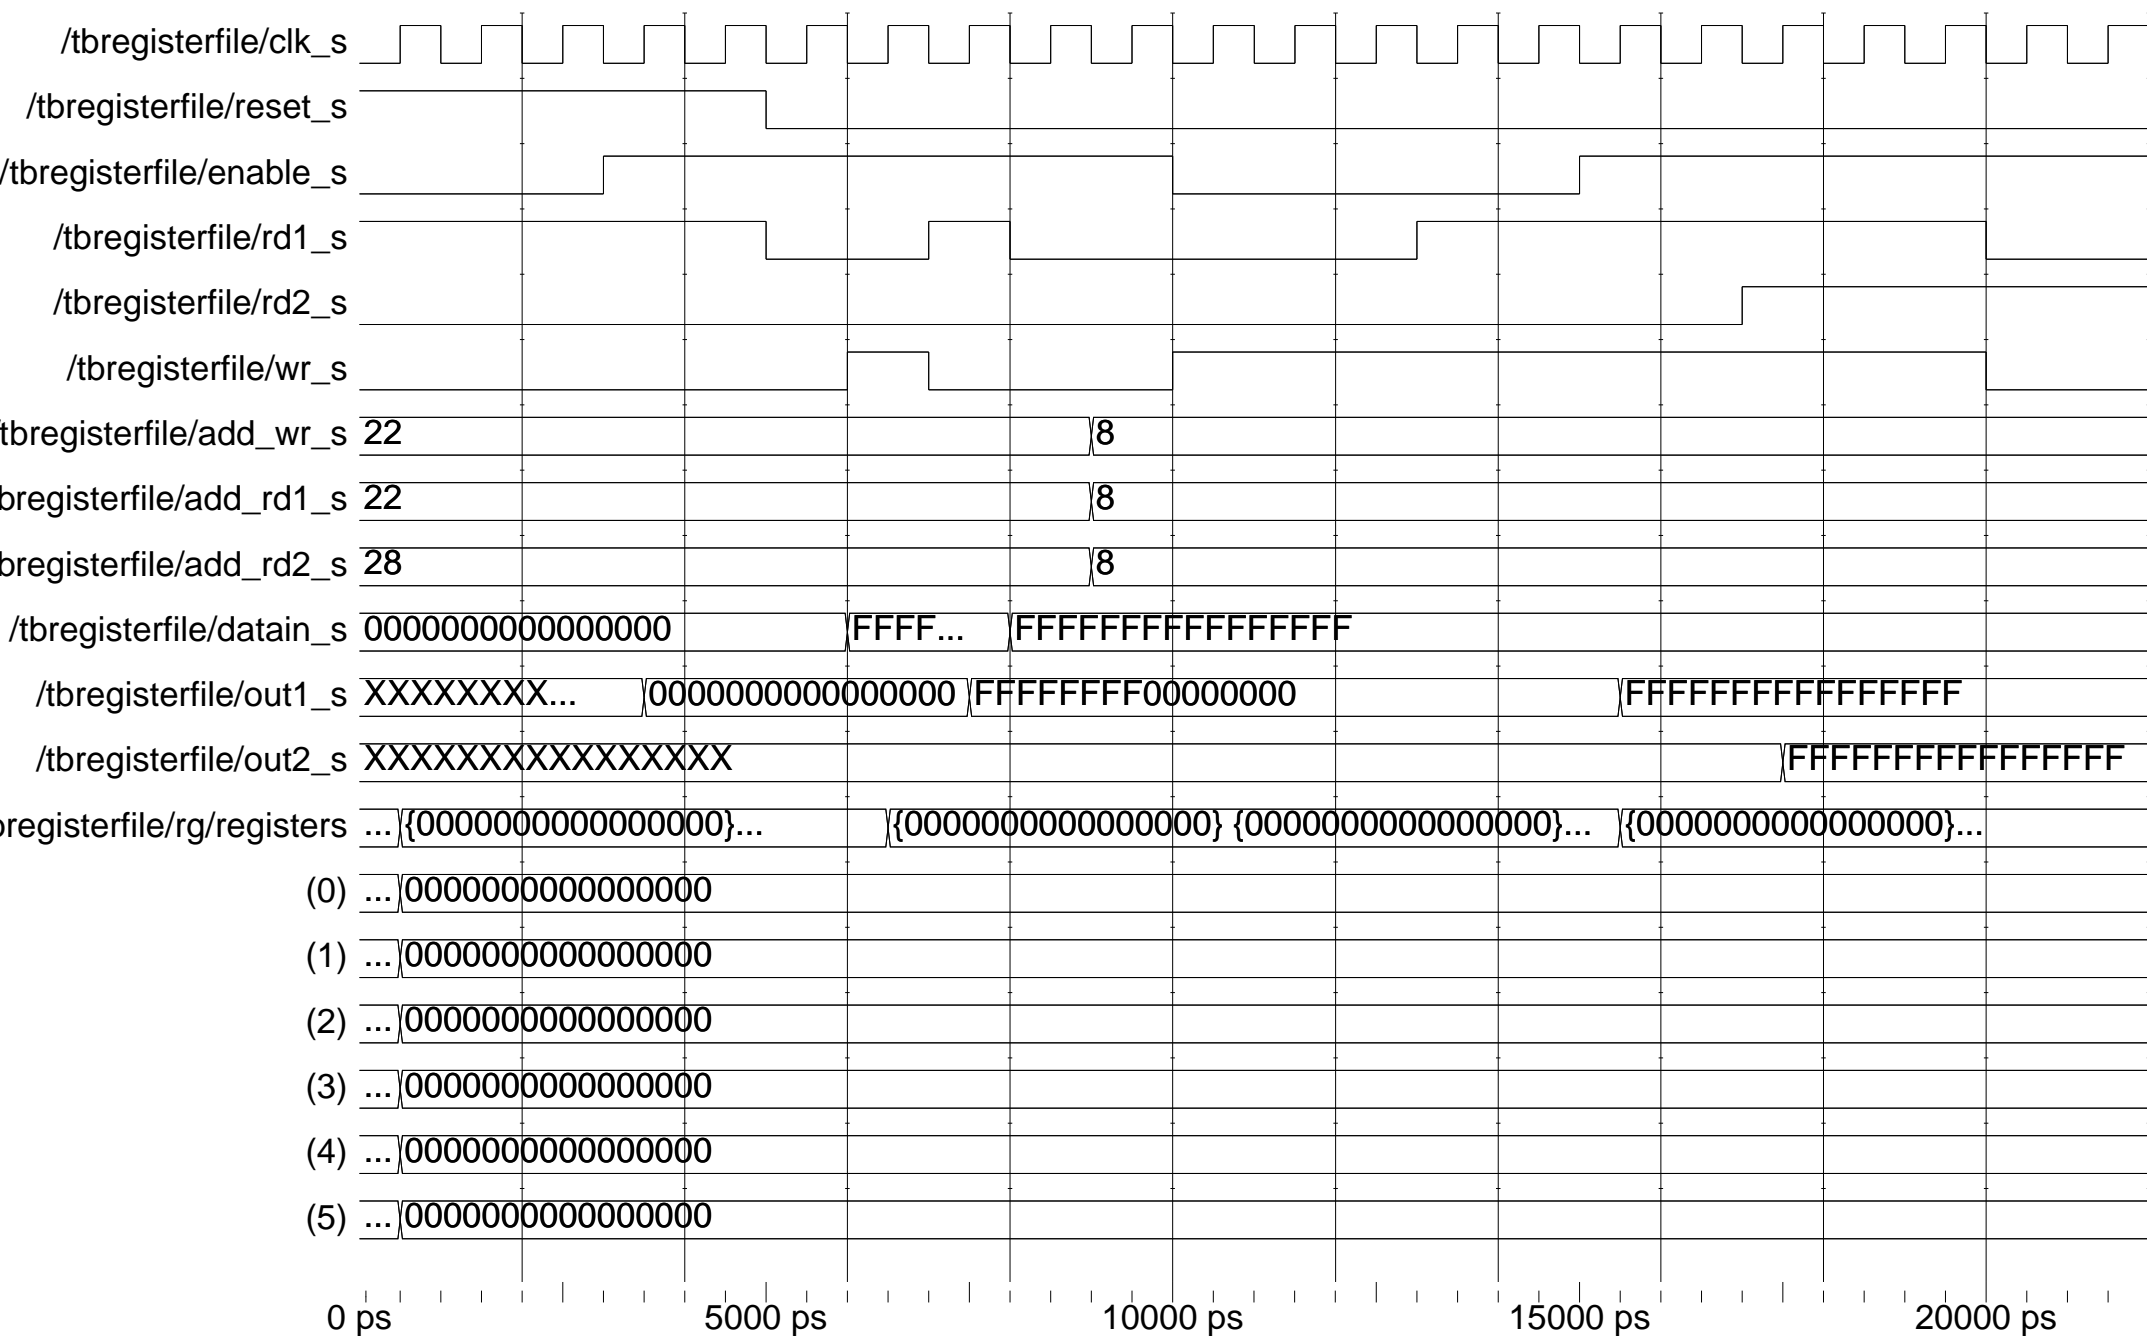 /tbregisterfile/clk_s
/tbregisterfile/reset_s
/tbregisterfile/enable_s
/tbregisterfile/rd1_s
/tbregisterfile/rd2_s
/tbregisterfile/wr_s
tbregisterfile/add_wr_s 22 8
bregisterfile/add_rd1_s 22 8
bregisterfile/add_rd2_s 28 8
/tbregisterfile/datain_s 0000000000000000 FFFF... FFFFFFFFFFFFFFFF
/tbregisterfile/out1_s XXXXXXXX... 0000000000000000 FFFFFFFF00000000 FFFFFFFFFFFFFFFF
/tbregisterfile/out2_s XXXXXXXXXXXXXXXX FFFFFFFFFFFFFFFF
registerfile/rg/registers ... {0000000000000000}... {0000000000000000} {0000000000000000}... {0000000000000000}...
(0) ... 0000000000000000
(1) ... 0000000000000000
(2) ... 0000000000000000
(3) ... 0000000000000000
(4) ... 0000000000000000
(5) ... 0000000000000000
0 ps 5000 ps 10000 ps 15000 ps 20000 ps